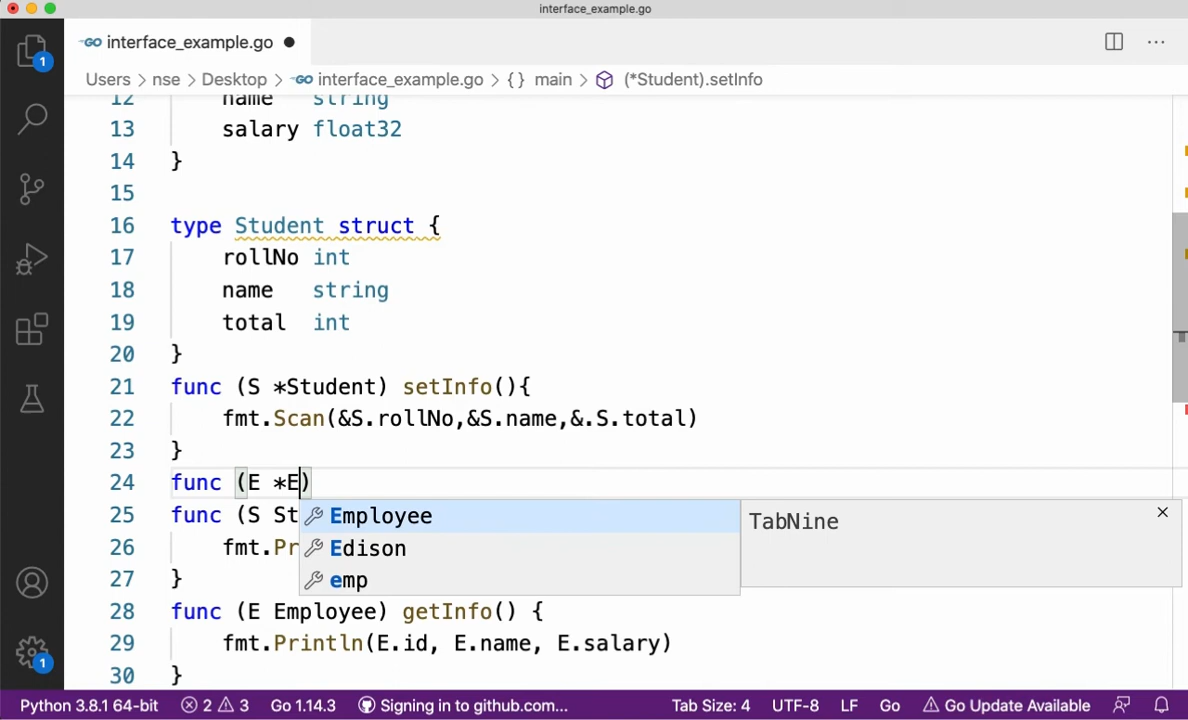 interface_example.go
GO interface_example.go
1
Users > nse > Desktop > GO interface_example.go > {} main > (*Student).setInfo
12 name string
13 salary float32
14 }
15
16 type Student struct {
17 rollNo int
18 name string
19 total int
20 }
21 func (S *Student) setInfo(){
22 fmt.Scan(&S.rollNo,&S.name,&.S.total)
23 }
24 func (E *E)
25 func (S St
Employee
TabNine
Edison
26 fmt.Pr
27 }
emp
28 func (E Employee) getInfo() {
29 fmt.Println(E.id, E.name, E.salary)
30 }
1
Python 3.8.1 64-bit 2 3 Go 1.14.3 Signing in to github.com... Tab Size: 4 UTF-8 LF Go Go Update Available